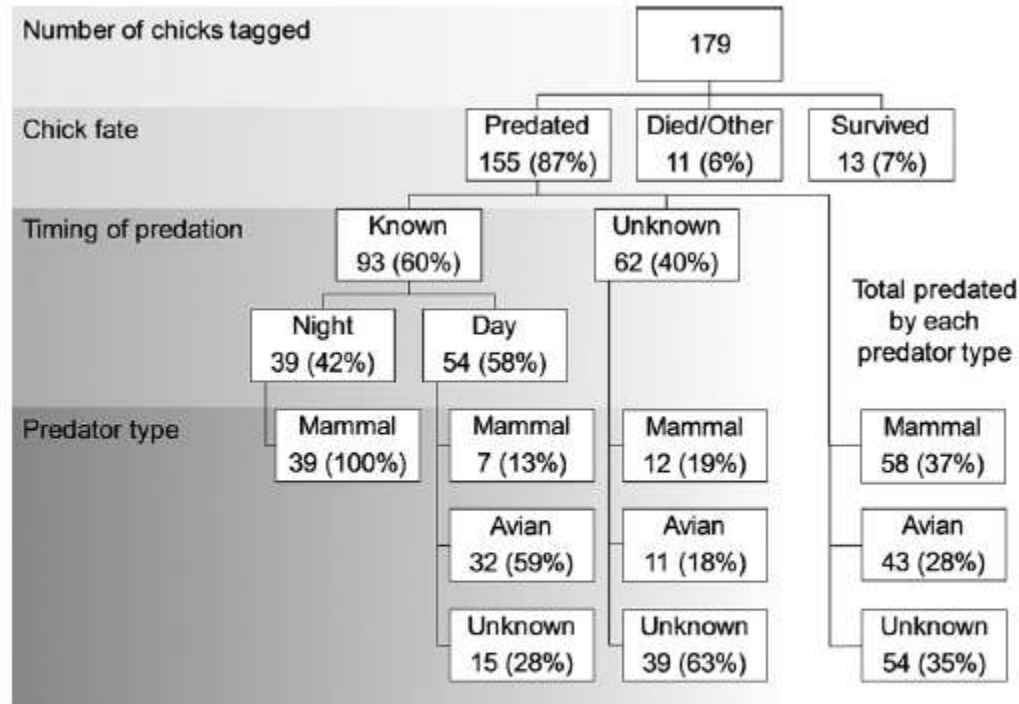 Number of chicks tagged
179
Chick fate
Predated
155 (87%)
Died/Other
11 (6%)
Survived
13 (7%)
Timing of predation
Known
93 (60%)
Unknown
62 (40%)
Night
39 (42%)
Day
54 (58%)
Total predated
by each
predator type
Predator type
Mammal
39 (100%)
Mammal
7 (13%)
Mammal
12 (19%)
Mammal
58 (37%)
Avian
32 (59%)
Avian
11 (18%)
Avian
43 (28%)
Unknown
15 (28%)
Unknown
39 (63%)
Unknown
54 (35%)